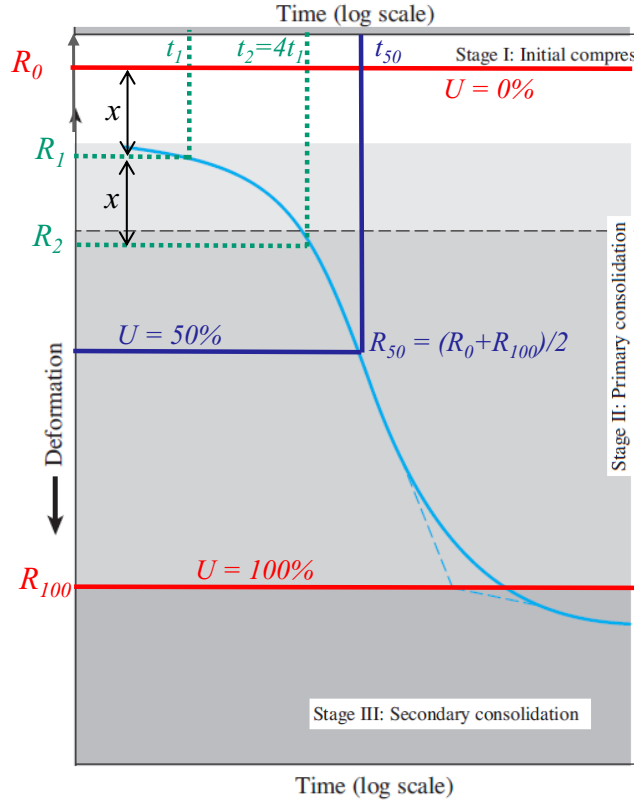 Time (log scale)
t₁
t₂=4t₁
t₅₀
Stage I: Initial compres
R₀
U = 0%
x
R₁
x
R₂
U = 50%
R₅₀ = (R₀+R₁₀₀)/2
Stage II: Primary consolidation
Deformation
R₁₀₀
U = 100%
Stage III: Secondary consolidation
Time (log scale)